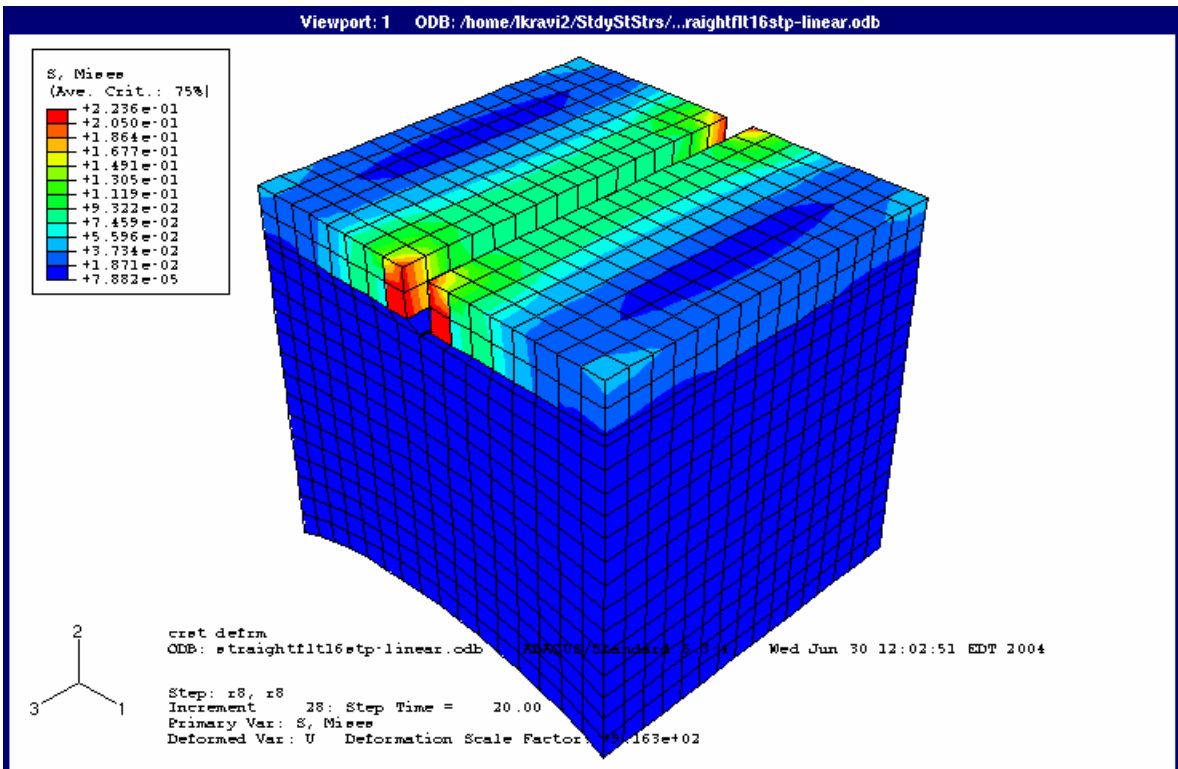 Viewport: 1 ODB: /home/lkravi2/StdyStStrs/...raightflt16stp-linear.odb
S, Mises
(Ave. Crit.: 75%)
+2.236e-01
+2.050e-01
+1.864e-01
+1.677e-01
+1.491e-01
+1.305e-01
+1.119e-01
+9.322e-02
+7.459e-02
+5.596e-02
+3.734e-02
+1.871e-02
+7.882e-05
2
3
1
crst defrm
ODB: straightflt16stp-linear.odb ABAQUS/Standard Wed Jun 30 12:02:51 EDT 2004
Step: r8, r8
Increment 28: Step Time = 20.00
Primary Var: S, Mises
Deformed Var: U Deformation Scale Factor: